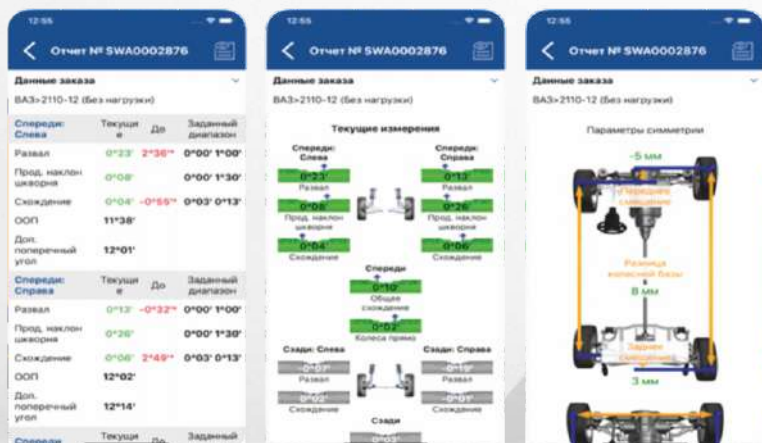 12:55
Отчет № SWA0002876
Данные заказа
ВАЗ>2110-12 (Без нагрузки)
Спереди: Слева
Текущие
До
Заданный диапазон
Развал 0°23' 2°36'* 0°00' 1°00'
Прод. наклон шкворня 0°08' 0°00' 1°30'
Схождение 0°04' -0°55'* 0°03' 0°13'
ООП 11°38'
Доп. поперечный угол 12°01'
Спереди: Справа
Текущие
До
Заданный диапазон
Развал 0°13' -0°32'* 0°00' 1°00'
Прод. наклон шкворня 0°26' 0°00' 1°30'
Схождение 0°06' 2°49'* 0°03' 0°13'
ООП 12°02'
Доп. поперечный угол 12°14'
Спереди:
Текущи
До
Заданный
12:55
Отчет № SWA0002876
Данные заказа
ВАЗ>2110-12 (Без нагрузки)
Текущие измерения
Спереди: Слева
Спереди: Справа
0°23'
Развал
0°13'
Развал
0°08'
Прод. наклон шкворня
0°26'
Прод. наклон шкворня
0°04'
Схождение
0°06'
Схождение
Спереди
0°10'
Общее схождение
0°02'
Колеса прямо
Сзади: Слева
Сзади: Справа
-0°07'
Развал
-0°19'
Развал
0°02'
Схождение
-0°01'
Схождение
Сзади
12:55
Отчет № SWA0002876
Данные заказа
ВАЗ>2110-12 (Без нагрузки)
Параметры симметрии
-5 мм
Переднее смещение
Разница колесной базы
8 мм
Заднее смещение
3 мм